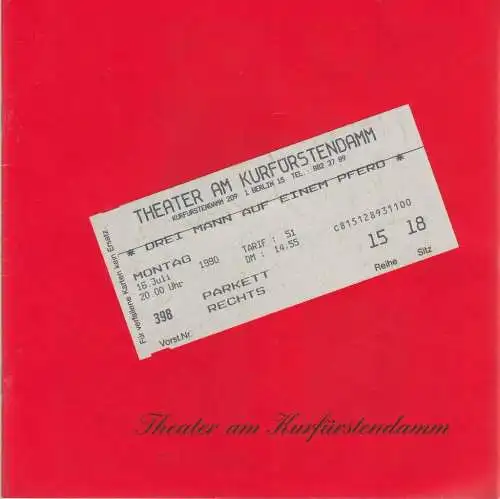 THEATER AM KURFÜRSTENDAMM
KURFÜRSTENDAMM 209, 1 BERLIN 15 TEL.: 882 37 89
* DREI MANN AUF EINEM PFERD *
MONTAG 1990 TARIF: S1 C815128931100
16. Juli DM: 14.55
20.00 Uhr PARKETT 15 18
RECHTS Reihe Sitz
398
Vorst.Nr.
Für verfallene Karten kein Ersatz
Theater am Kurfürstendamm